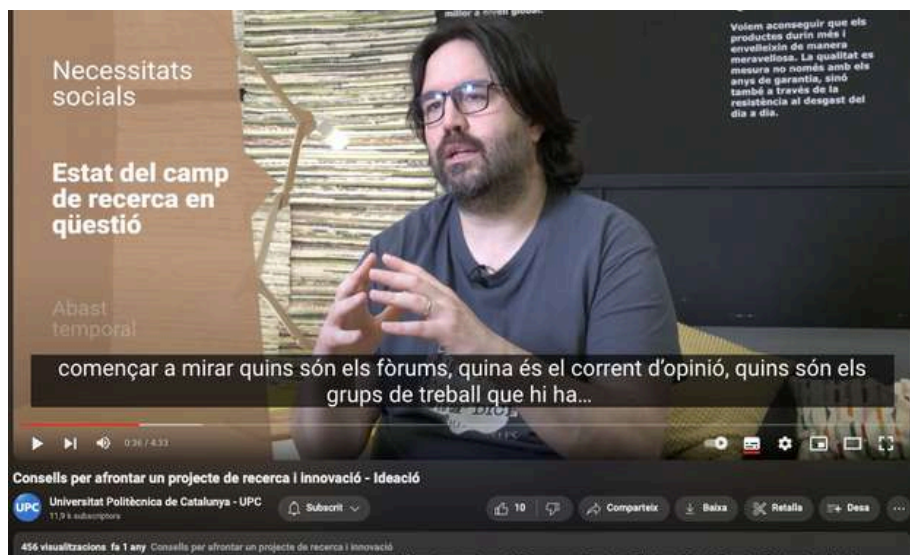 millor a envell global.
Volem aconseguir que els
productes durin més i
envelleixin de manera
meravellosa. La qualitat es
mesura no només amb els
anys de garantia, sinó
també a través de la
resistència al desgast del
dia a dia.
Necessitats
socials
Estat del camp
de recerca en
qüestió
Abast
temporal
començar a mirar quins són els fòrums, quina és el corrent d'opinió, quins són els
grups de treball que hi ha...
DICE
0:36 / 4:33
Consells per afrontar un projecte de recerca i innovació - Ideació
UPC
Universitat Politècnica de Catalunya - UPC
11,9 k subscriptors
Subscrit
10
Comparteix
Baixa
Retalla
Desa
456 visualitzacions fa 1 any Consells per afrontar un projecte de recerca i innovació